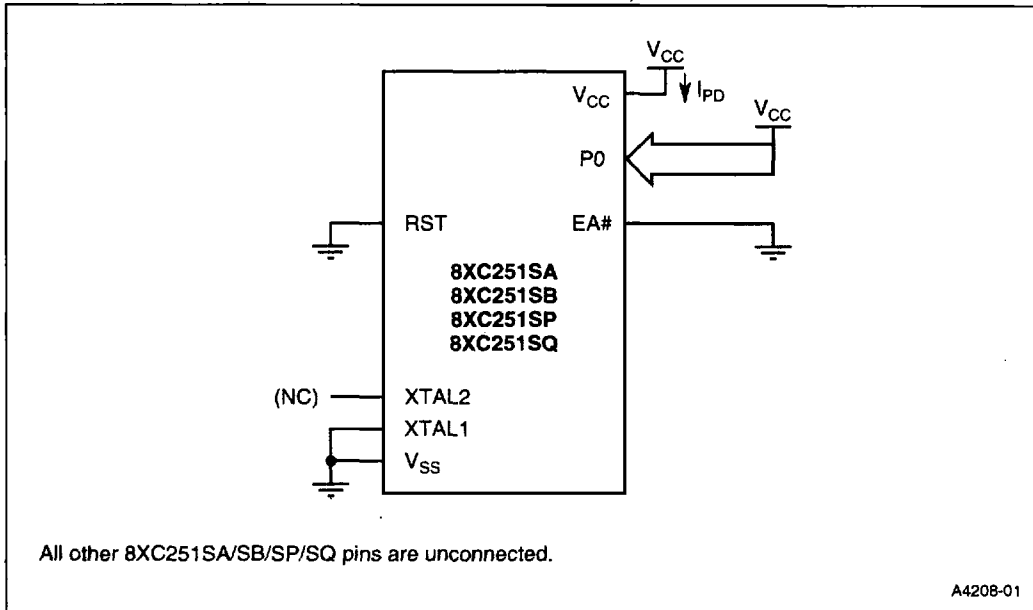 V_CC
V_CC
I_PD
V_CC
P0
RST
EA#
8XC251SA
8XC251SB
8XC251SP
8XC251SQ
(NC)
XTAL2
XTAL1
V_SS
All other 8XC251SA/SB/SP/SQ pins are unconnected.
A4208-01